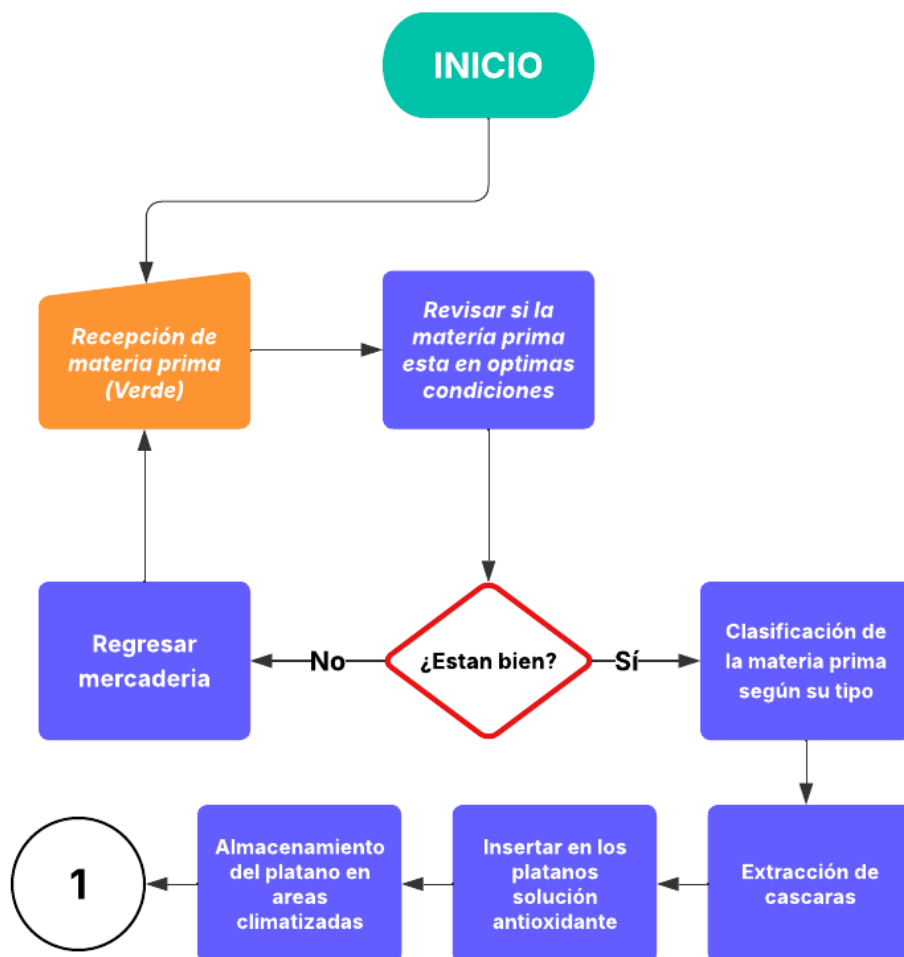 INICIO
Recepción de
materia prima
(Verde)
Revisar si la
matería prima
esta en optimas
condiciones
Regresar
mercaderia
No
¿Estan bien?
Sí
Clasificación de
la materia prima
según su tipo
Extracción de
cascaras
Insertar en los
platanos
solución
antioxidante
Almacenamiento
del platano en
areas
climatizadas
1